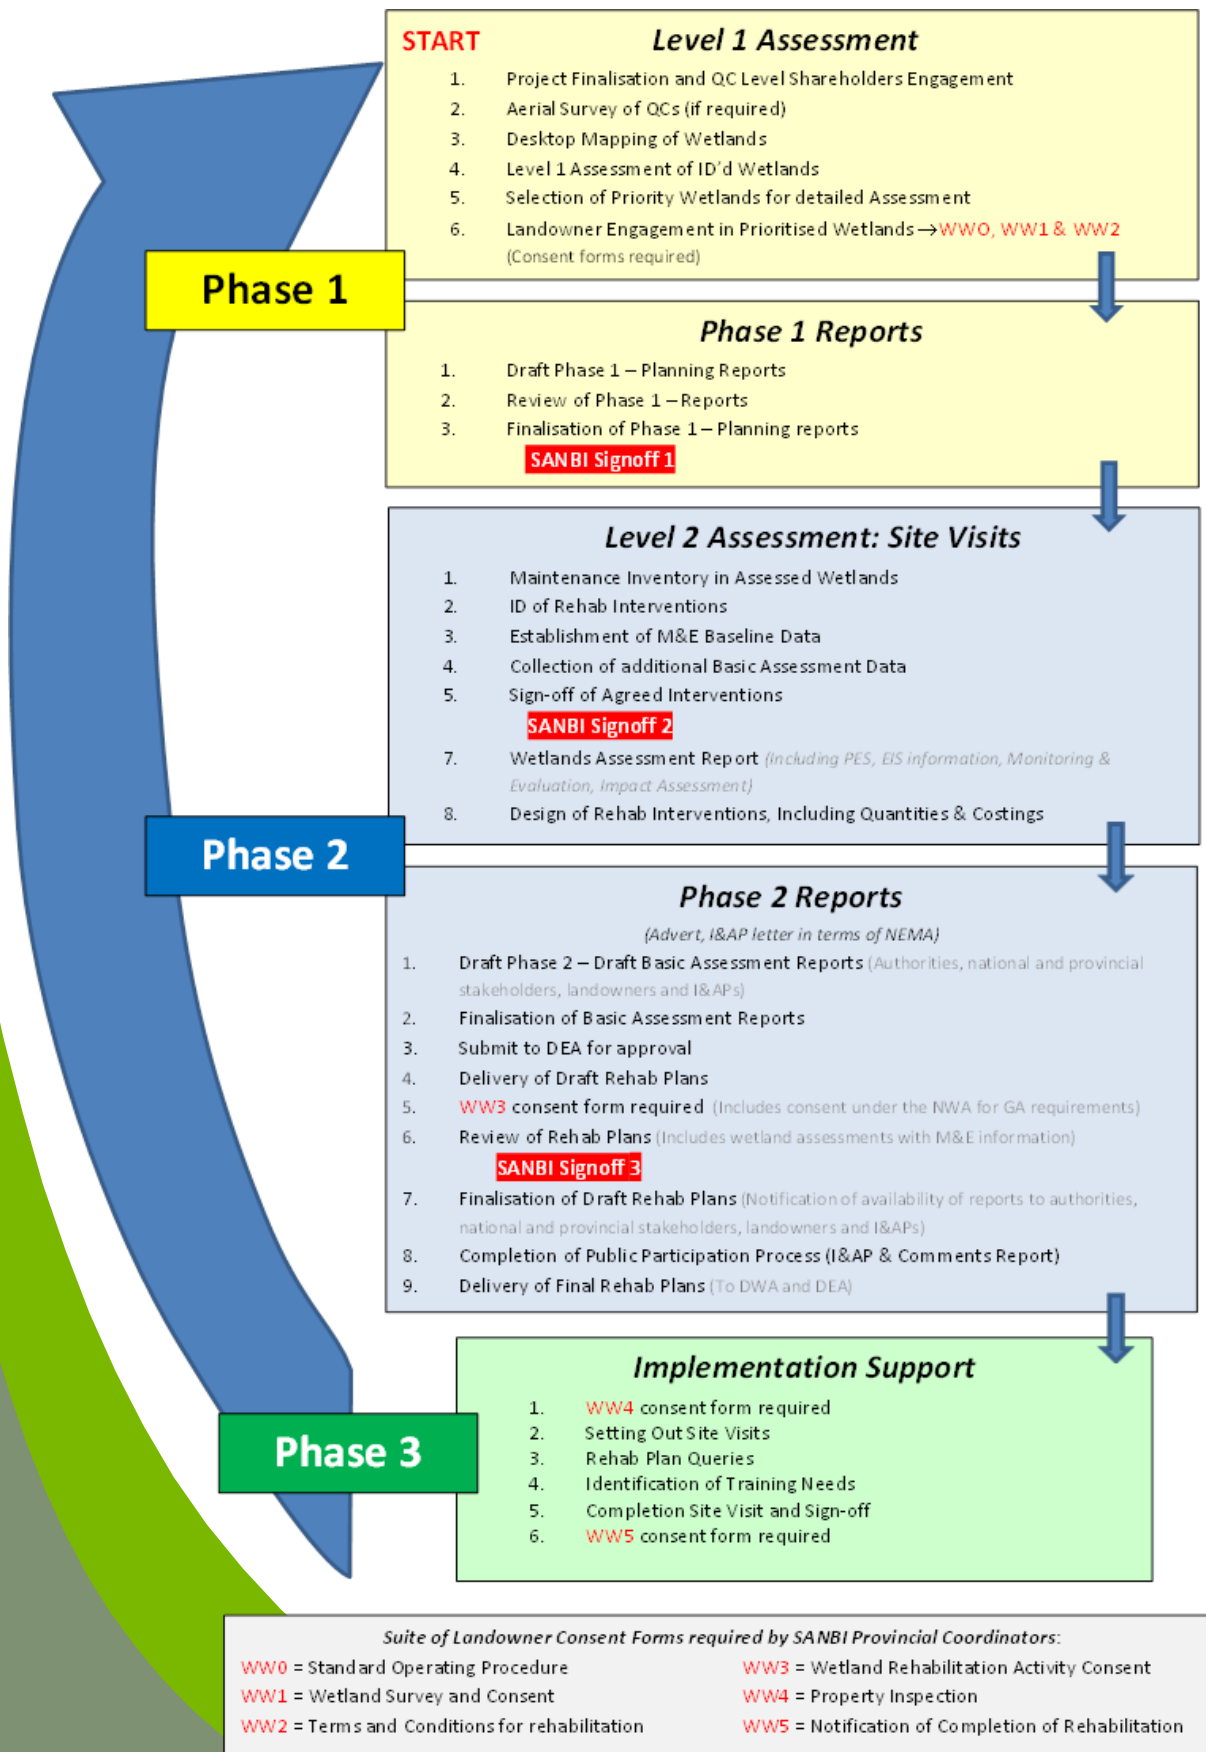 START Level 1 Assessment
1. Project Finalisation and QC Level Shareholders Engagement
2. Aerial Survey of QCs (if required)
3. Desktop Mapping of Wetlands
4. Level 1 Assessment of ID'd Wetlands
5. Selection of Priority Wetlands for detailed Assessment
6. Landowner Engagement in Prioritised Wetlands → WW0, WW1 & WW2
(Consent forms required)
Phase 1
Phase 1 Reports
1. Draft Phase 1 – Planning Reports
2. Review of Phase 1 – Reports
3. Finalisation of Phase 1 – Planning reports
SANBI Signoff 1
Level 2 Assessment: Site Visits
1. Maintenance Inventory in Assessed Wetlands
2. ID of Rehab Interventions
3. Establishment of M&E Baseline Data
4. Collection of additional Basic Assessment Data
5. Sign-off of Agreed Interventions
SANBI Signoff 2
7. Wetlands Assessment Report (Including PES, EIS information, Monitoring &
Evaluation, Impact Assessment)
8. Design of Rehab Interventions, Including Quantities & Costings
Phase 2
Phase 2 Reports
(Advert, I&AP letter in terms of NEMA)
1. Draft Phase 2 – Draft Basic Assessment Reports (Authorities, national and provincial
stakeholders, landowners and I&APs)
2. Finalisation of Basic Assessment Reports
3. Submit to DEA for approval
4. Delivery of Draft Rehab Plans
5. WW3 consent form required (Includes consent under the NWA for GA requirements)
6. Review of Rehab Plans (Includes wetland assessments with M&E information)
SANBI Signoff 3
7. Finalisation of Draft Rehab Plans (Notification of availability of reports to authorities,
national and provincial stakeholders, landowners and I&APs)
8. Completion of Public Participation Process (I&AP & Comments Report)
9. Delivery of Final Rehab Plans (To DWA and DEA)
Implementation Support
1. WW4 consent form required
2. Setting Out Site Visits
3. Rehab Plan Queries
4. Identification of Training Needs
5. Completion Site Visit and Sign-off
6. WW5 consent form required
Phase 3
Suite of Landowner Consent Forms required by SANBI Provincial Coordinators:
WW0 = Standard Operating Procedure
WW1 = Wetland Survey and Consent
WW2 = Terms and Conditions for rehabilitation
WW3 = Wetland Rehabilitation Activity Consent
WW4 = Property Inspection
WW5 = Notification of Completion of Rehabilitation